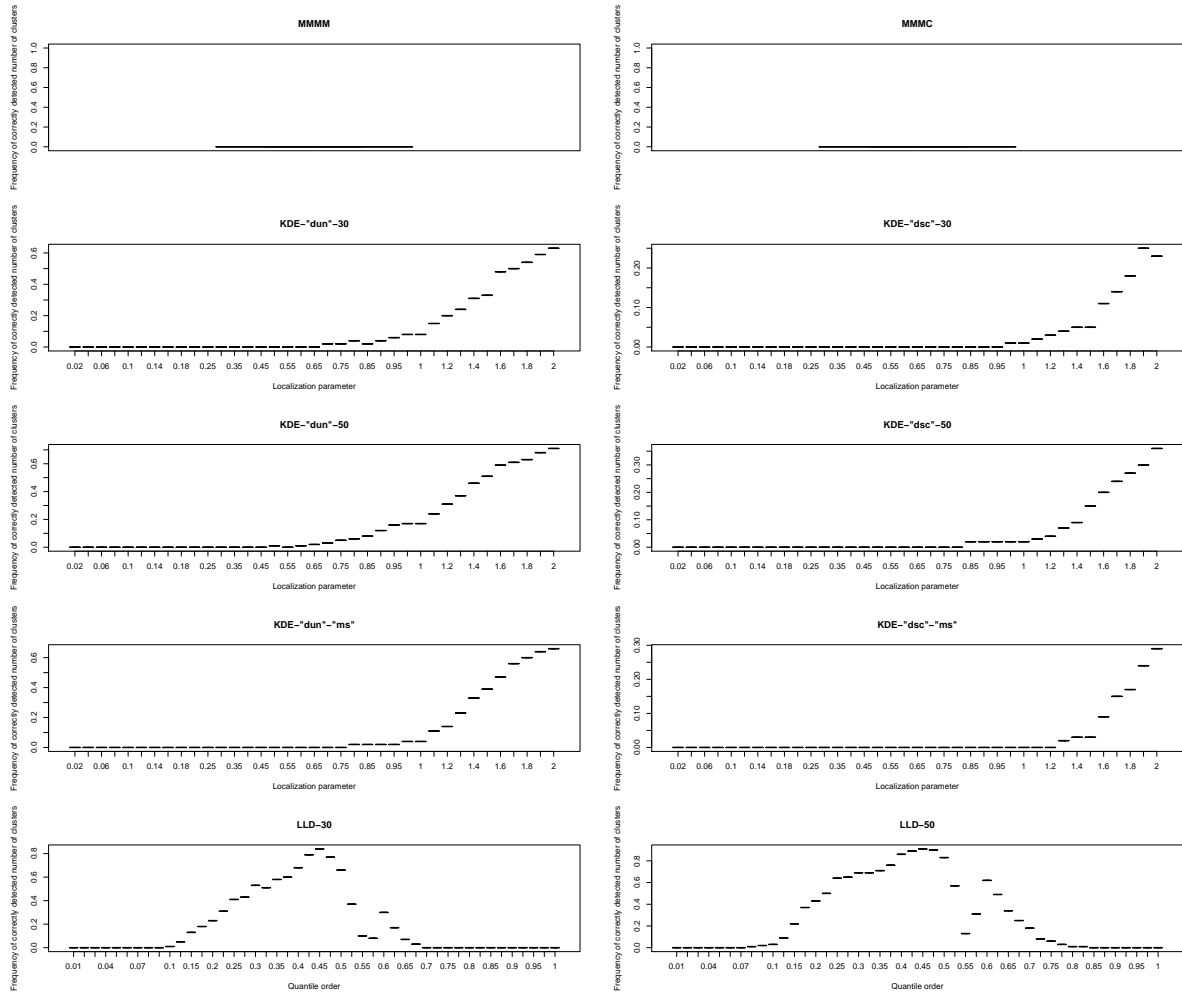 MMMM
Frequency of correctly detected number of clusters
0.0 0.2 0.4 0.6 0.8 1.0
MMMC
Frequency of correctly detected number of clusters
0.0 0.2 0.4 0.6 0.8 1.0
KDE−"dun"−30
Frequency of correctly detected number of clusters
0.0 0.2 0.4 0.6
0.02 0.06 0.1 0.14 0.18 0.25 0.35 0.45 0.55 0.65 0.75 0.85 0.95 1 1.2 1.4 1.6 1.8 2
Localization parameter
KDE−"dsc"−30
Frequency of correctly detected number of clusters
0.00 0.10 0.20
0.02 0.06 0.1 0.14 0.18 0.25 0.35 0.45 0.55 0.65 0.75 0.85 0.95 1 1.2 1.4 1.6 1.8 2
Localization parameter
KDE−"dun"−50
Frequency of correctly detected number of clusters
0.0 0.2 0.4 0.6
0.02 0.06 0.1 0.14 0.18 0.25 0.35 0.45 0.55 0.65 0.75 0.85 0.95 1 1.2 1.4 1.6 1.8 2
Localization parameter
KDE−"dsc"−50
Frequency of correctly detected number of clusters
0.00 0.10 0.20 0.30
0.02 0.06 0.1 0.14 0.18 0.25 0.35 0.45 0.55 0.65 0.75 0.85 0.95 1 1.2 1.4 1.6 1.8 2
Localization parameter
KDE−"dun"−"ms"
Frequency of correctly detected number of clusters
0.0 0.2 0.4 0.6
0.02 0.06 0.1 0.14 0.18 0.25 0.35 0.45 0.55 0.65 0.75 0.85 0.95 1 1.2 1.4 1.6 1.8 2
Localization parameter
KDE−"dsc"−"ms"
Frequency of correctly detected number of clusters
0.00 0.10 0.20 0.30
0.02 0.06 0.1 0.14 0.18 0.25 0.35 0.45 0.55 0.65 0.75 0.85 0.95 1 1.2 1.4 1.6 1.8 2
Localization parameter
LLD−30
Frequency of correctly detected number of clusters
0.0 0.2 0.4 0.6 0.8
0.01 0.04 0.07 0.1 0.15 0.2 0.25 0.3 0.35 0.4 0.45 0.5 0.55 0.6 0.65 0.7 0.75 0.8 0.85 0.9 0.95 1
Quantile order
LLD−50
Frequency of correctly detected number of clusters
0.0 0.2 0.4 0.6 0.8
0.01 0.04 0.07 0.1 0.15 0.2 0.25 0.3 0.35 0.4 0.45 0.5 0.55 0.6 0.65 0.7 0.75 0.8 0.85 0.9 0.95 1
Quantile order